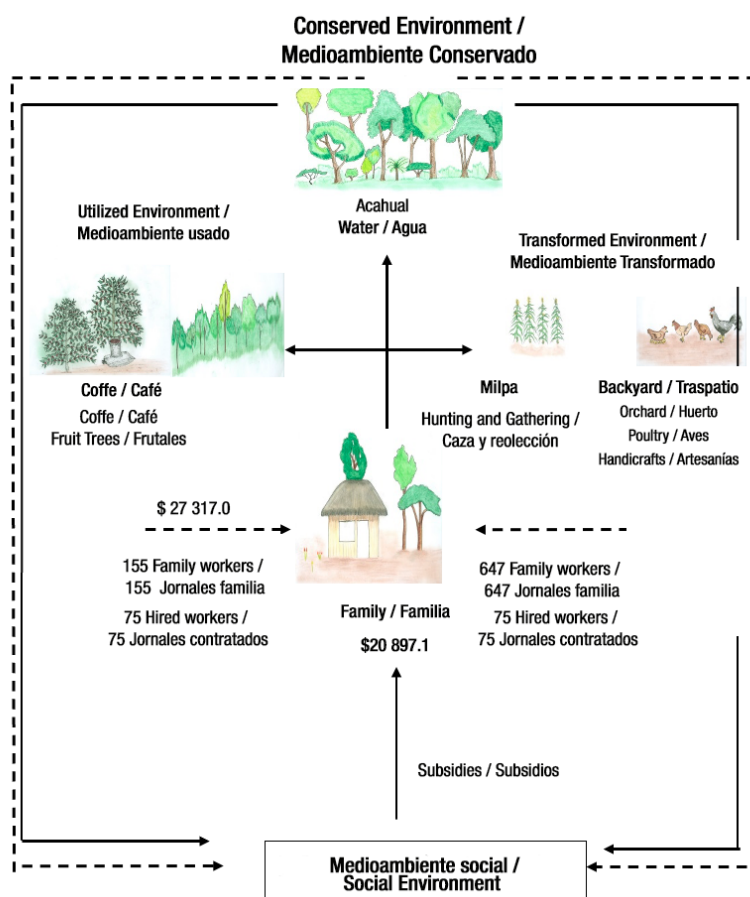 Conserved Environment /
Medioambiente Conservado
Acahual
Water / Agua
Utilized Environment /
Medioambiente usado
Transformed Environment /
Medioambiente Transformado
Coffe / Café
Coffe / Café
Fruit Trees / Frutales
Milpa
Hunting and Gathering /
Caza y reolección
Backyard / Traspatio
Orchard / Huerto
Poultry / Aves
Handicrafts / Artesanías
$ 27 317.0
155 Family workers /
155 Jornales familia
75 Hired workers /
75 Jornales contratados
Family / Familia
$20 897.1
647 Family workers /
647 Jornales familia
75 Hired workers /
75 Jornales contratados
Subsidies / Subsidios
Medioambiente social /
Social Environment